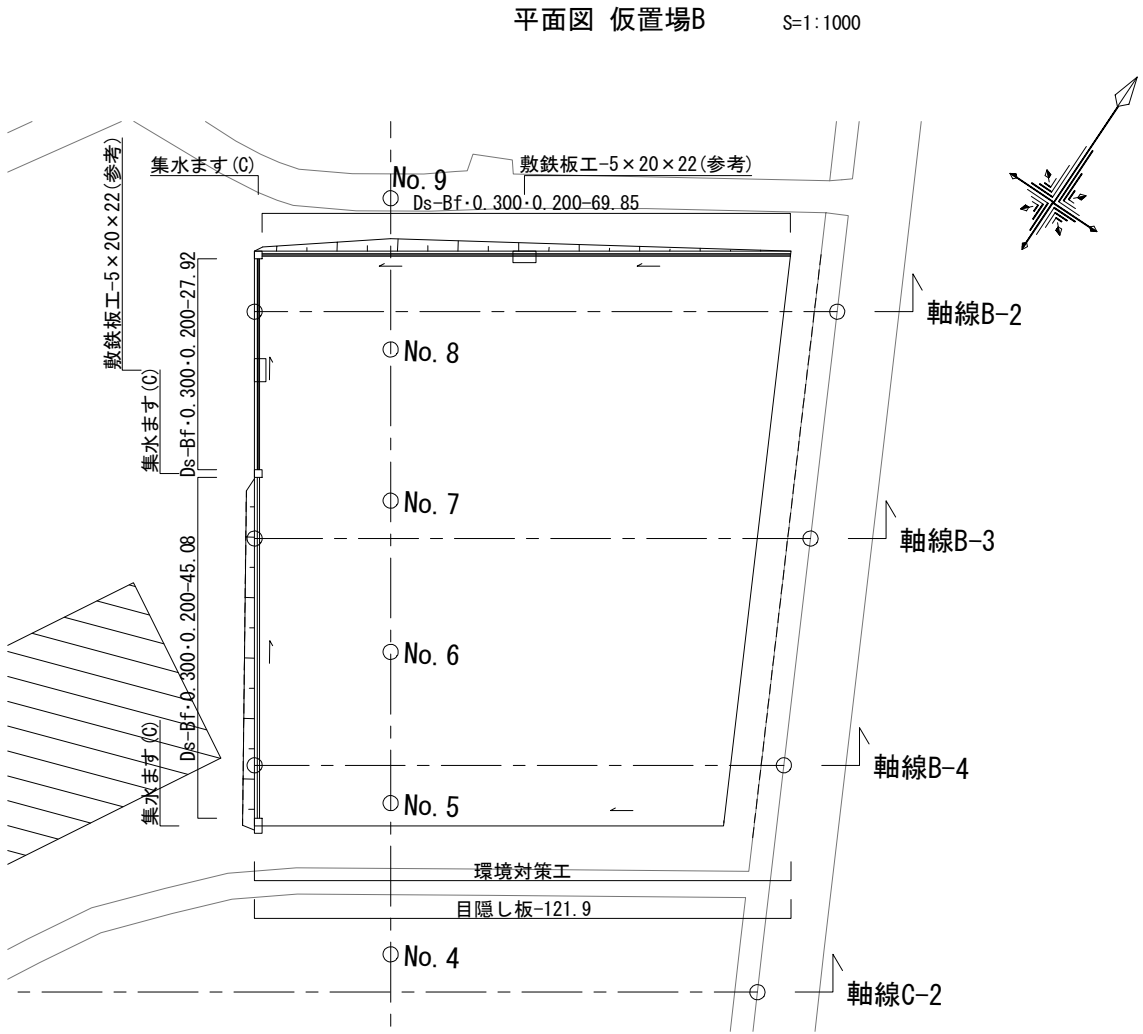 平面図 仮置場B
S=1:1000
集水ます(C)
敷鉄板工-5×20×22(参考)
No. 9
Ds-Bf・0.300・0.200-69.85
敷鉄板工-5×20×22(参考)
Ds-Bf・0.300・0.200-27.92
集水ます(C)
軸線B-2
No. 8
No. 7
軸線B-3
Ds-Bf・0.300・0.200-45.08
No. 6
集水ます(C)
軸線B-4
No. 5
環境対策工
目隠し板-121.9
No. 4
軸線C-2